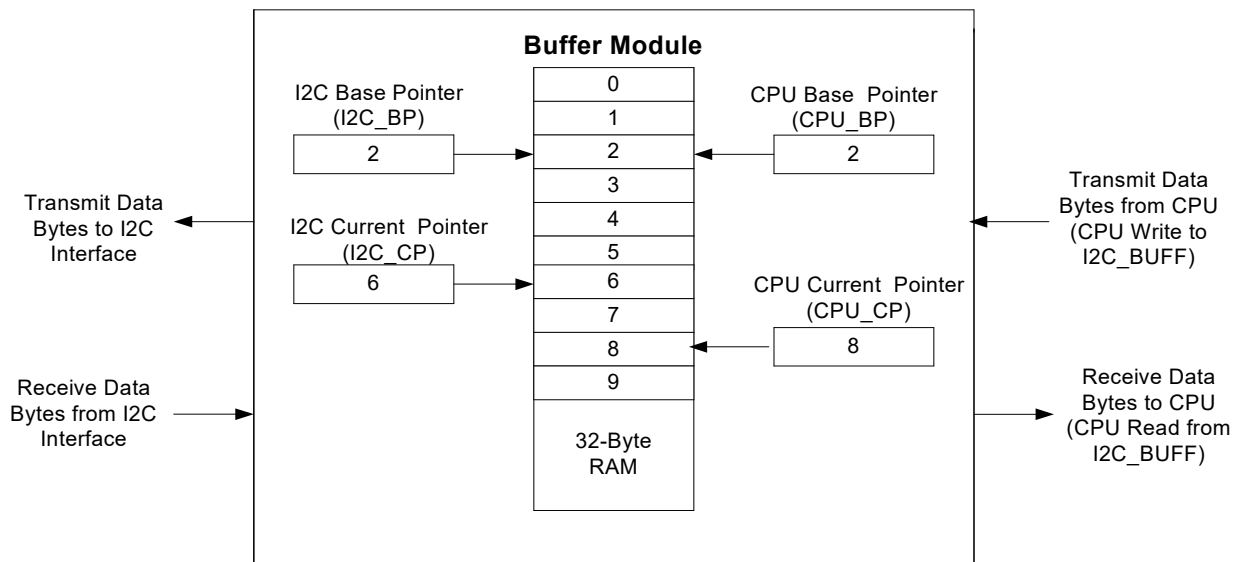 Buffer Module
I2C Base Pointer
(I2C_BP)
2
CPU Base Pointer
(CPU_BP)
2
0
1
2
3
4
5
6
7
8
9
32-Byte
RAM
I2C Current Pointer
(I2C_CP)
6
CPU Current Pointer
(CPU_CP)
8
Transmit Data
Bytes to I2C
Interface
Receive Data
Bytes from I2C
Interface
Transmit Data
Bytes from CPU
(CPU Write to
I2C_BUFF)
Receive Data
Bytes to CPU
(CPU Read from
I2C_BUFF)